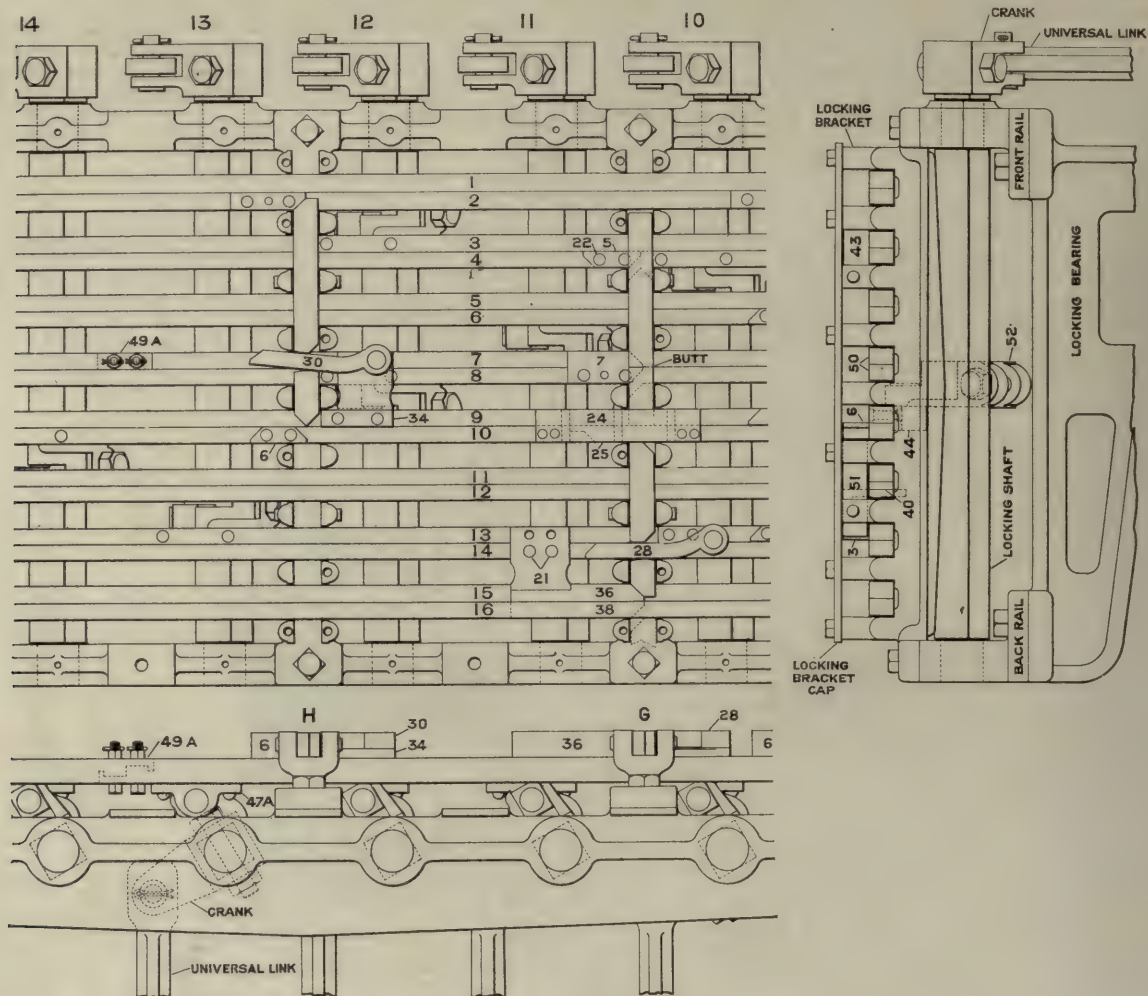 14 13 12 11 10
1
2
3
22 5
4
1
5
6
49 A
30
7
7
BUTT
8
9
24
34
10
6
25
11
12
13
14
28
21
15
36
16
38
CRANK
UNIVERSAL LINK
LOCKING
BRACKET
FRONT RAIL
43
LOCKING BEARING
50
52
6
44
51
40
LOCKING SHAFT
3
BACK RAIL
LOCKING
BRACKET
CAP
H
G
49A
6
30
34
36
28
6
47A
CRANK
UNIVERSAL LINK